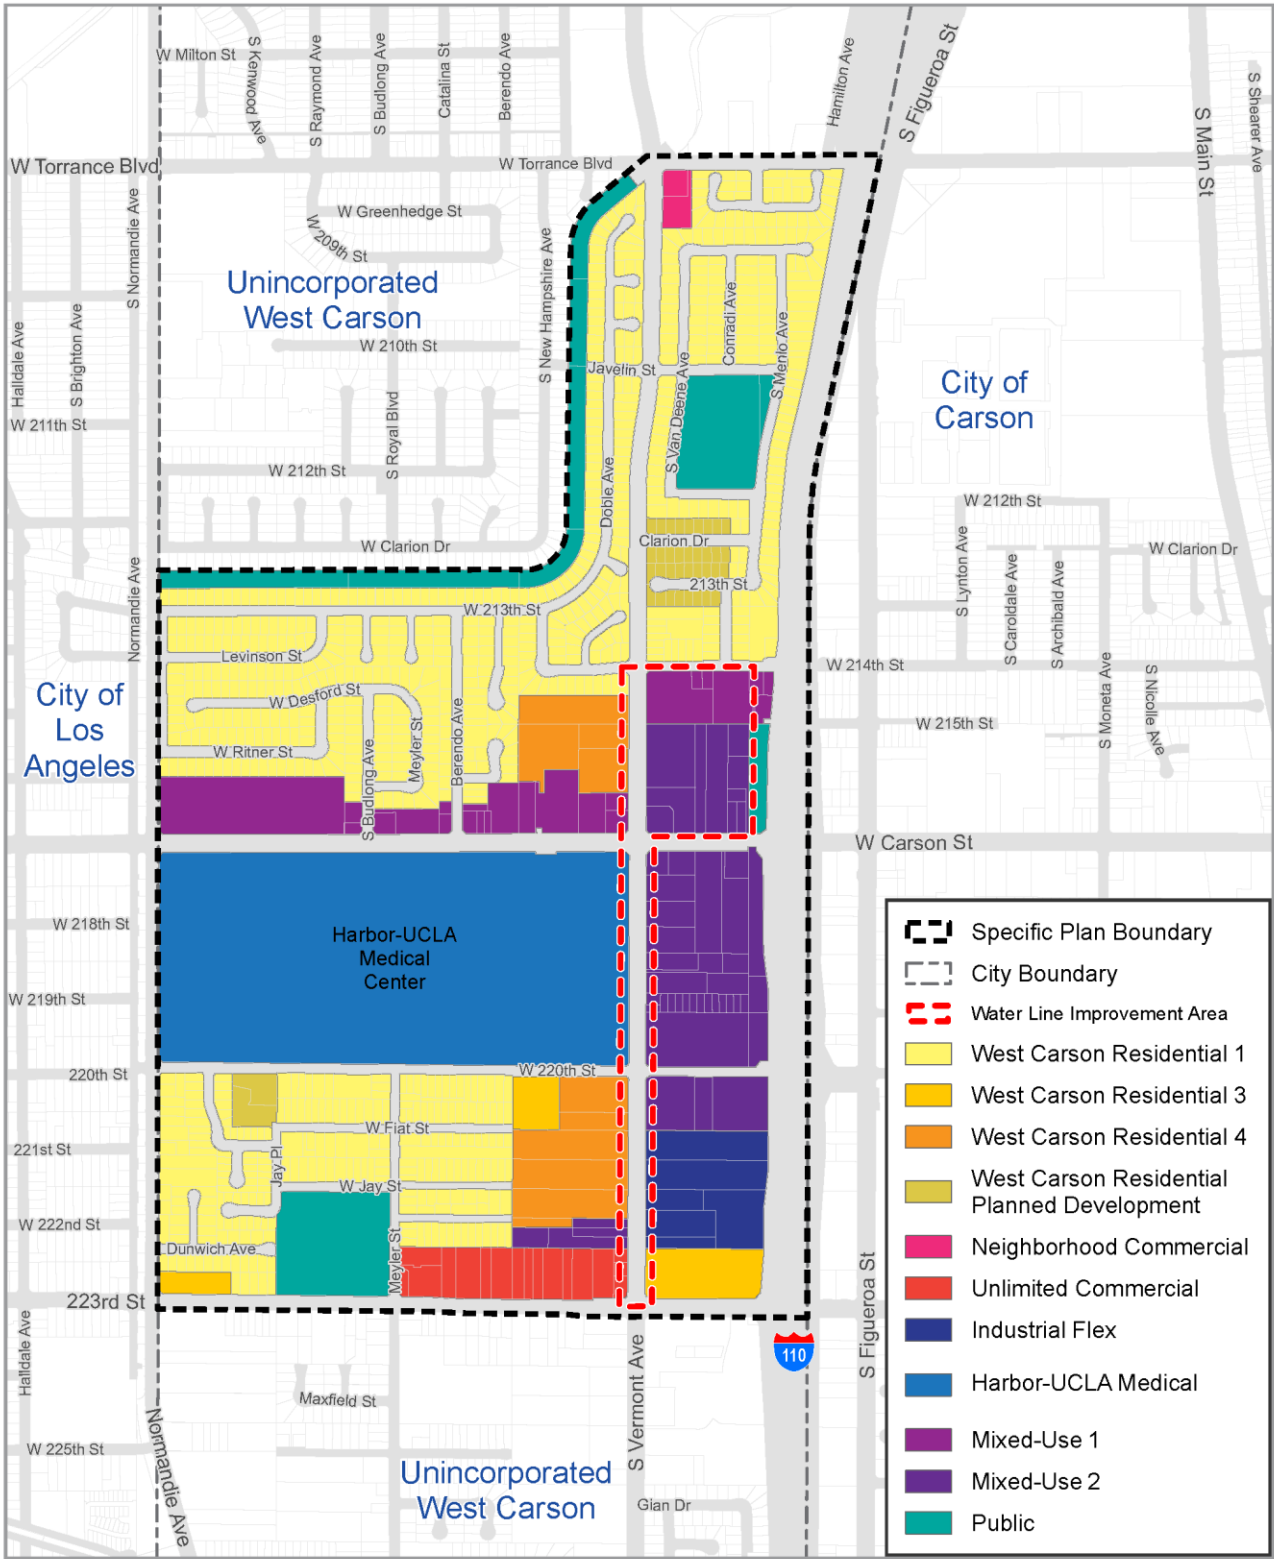 W Milton St
S Kenwood Ave
S Raymond Ave
S Budlong Ave
Catalina St
Berendo Ave
Hamilton Ave
S Figueroa St
S Main St
S Shearer Ave
W Torrance Blvd
W Torrance Blvd
S Normandie Ave
W Greenhedge St
W 209th St
S New Hampshire Ave
Unincorporated
West Carson
W 210th St
Halldale Ave
S Brighton Ave
Conradi Ave
S Menlo Ave
Javelin St
S Van Deene Ave
City of
Carson
W 211th St
S Royal Blvd
W 212th St
Doble Ave
W 212th St
W Clarion Dr
Clarion Dr
W Clarion Dr
S Lynton Ave
S Caroldale Ave
S Archibald Ave
213th St
Normandie Ave
W 213th St
Levinson St
W 214th St
S Moneta Ave
S Nicolle Ave
City of
Los
Angeles
W Desford St
W 215th St
W Ritner St
S Budlong Ave
Meyler St
Berendo Ave
W Carson St
W 218th St
Harbor-UCLA
Medical
Center
W 219th St
220th St
W 220th St
W Fiat St
221st St
Jay Pl
W Jay St
W 222nd St
Dunwich Ave
Meyler St
223rd St
S Figueroa St
Halldale Ave
110
Maxfield St
S Vermont Ave
Normandie Ave
W 225th St
Unincorporated
West Carson
Gian Dr
Specific Plan Boundary
City Boundary
Water Line Improvement Area
West Carson Residential 1
West Carson Residential 3
West Carson Residential 4
West Carson Residential
Planned Development
Neighborhood Commercial
Unlimited Commercial
Industrial Flex
Harbor-UCLA Medical
Mixed-Use 1
Mixed-Use 2
Public